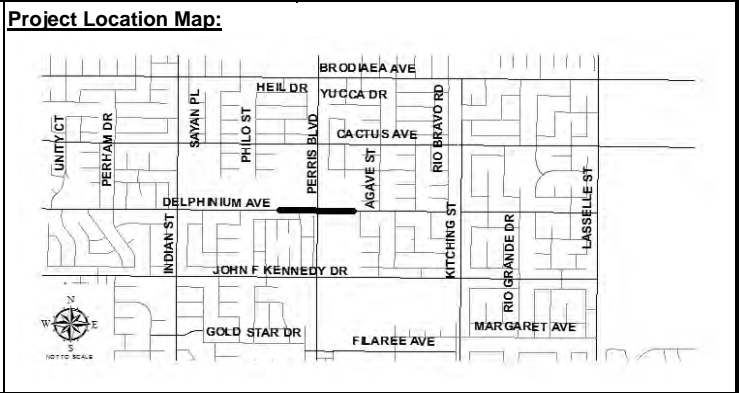 Project Location Map:
BRODIAEA AVE
HEIL DR
YUCCA DR
UNITY CT
PERHAM DR
SAYAN PL
PHILO ST
PERRIS BLVD
CACTUS AVE
AGAVE ST
RIO BRAVO RD
DELPHINIUM AVE
INDIAN ST
KITCHING ST
RIO GRANDE DR
LASSELLE ST
JOHN F KENNEDY DR
N
W E
S
NOT TO SCALE
GOLD STAR DR
FILAREE AVE
MARGARET AVE